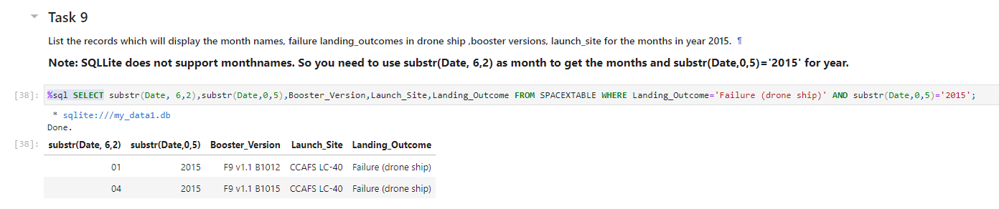 Task 9
List the records which will display the month names, failure landing_outcomes in drone ship ,booster versions, launch_site for the months in year 2015. ¶
Note: SQLLite does not support monthnames. So you need to use substr(Date, 6,2) as month to get the months and substr(Date,0,5)='2015' for year.
[38]: %sql SELECT substr(Date, 6,2),substr(Date,0,5),Booster_Version,Launch_Site,Landing_Outcome FROM SPACEXTABLE WHERE Landing_Outcome='Failure (drone ship)' AND substr(Date,0,5)='2015';
* sqlite:///my_data1.db
Done.
[38]: substr(Date, 6,2) substr(Date,0,5) Booster_Version Launch_Site Landing_Outcome
01 2015 F9 v1.1 B1012 CCAFS LC-40 Failure (drone ship)
04 2015 F9 v1.1 B1015 CCAFS LC-40 Failure (drone ship)